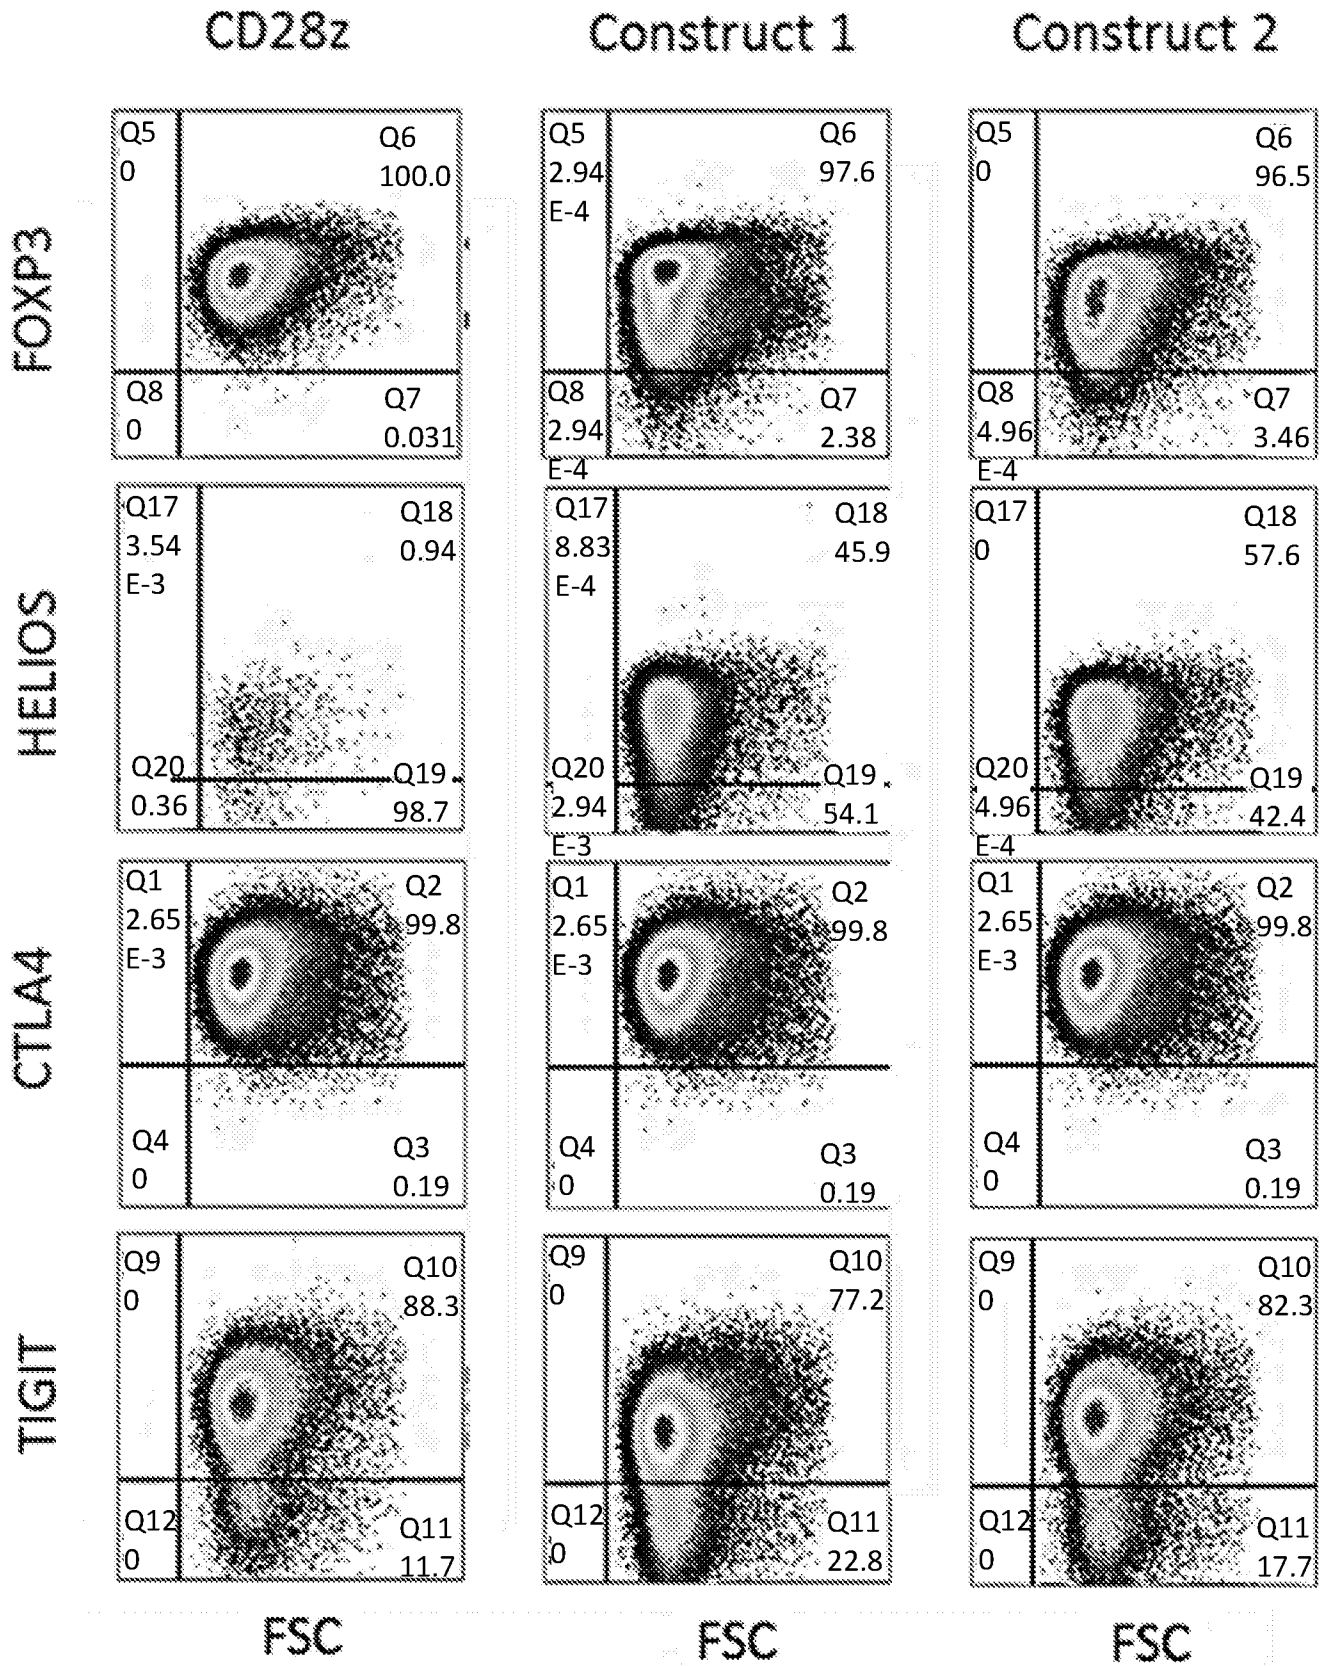 CD28z
Construct 1
Construct 2
FOXP3
Q5
0
Q6
100.0
Q8
0
Q7
0.031
Q5
2.94
E-4
Q6
97.6
Q8
2.94
E-4
Q7
2.38
Q5
0
Q6
96.5
Q8
4.96
E-4
Q7
3.46
HELIOS
Q17
3.54
E-3
Q18
0.94
Q20
0.36
Q19
98.7
Q17
8.83
E-4
Q18
45.9
Q20
2.94
E-3
Q19
54.1
Q17
0
Q18
57.6
Q20
4.96
E-4
Q19
42.4
CTLA4
Q1
2.65
E-3
Q2
99.8
Q4
0
Q3
0.19
Q1
2.65
E-3
Q2
99.8
Q4
0
Q3
0.19
Q1
2.65
E-3
Q2
99.8
Q4
0
Q3
0.19
TIGIT
Q9
0
Q10
88.3
Q12
0
Q11
11.7
Q9
0
Q10
77.2
Q12
0
Q11
22.8
Q9
0
Q10
82.3
Q12
0
Q11
17.7
FSC
FSC
FSC